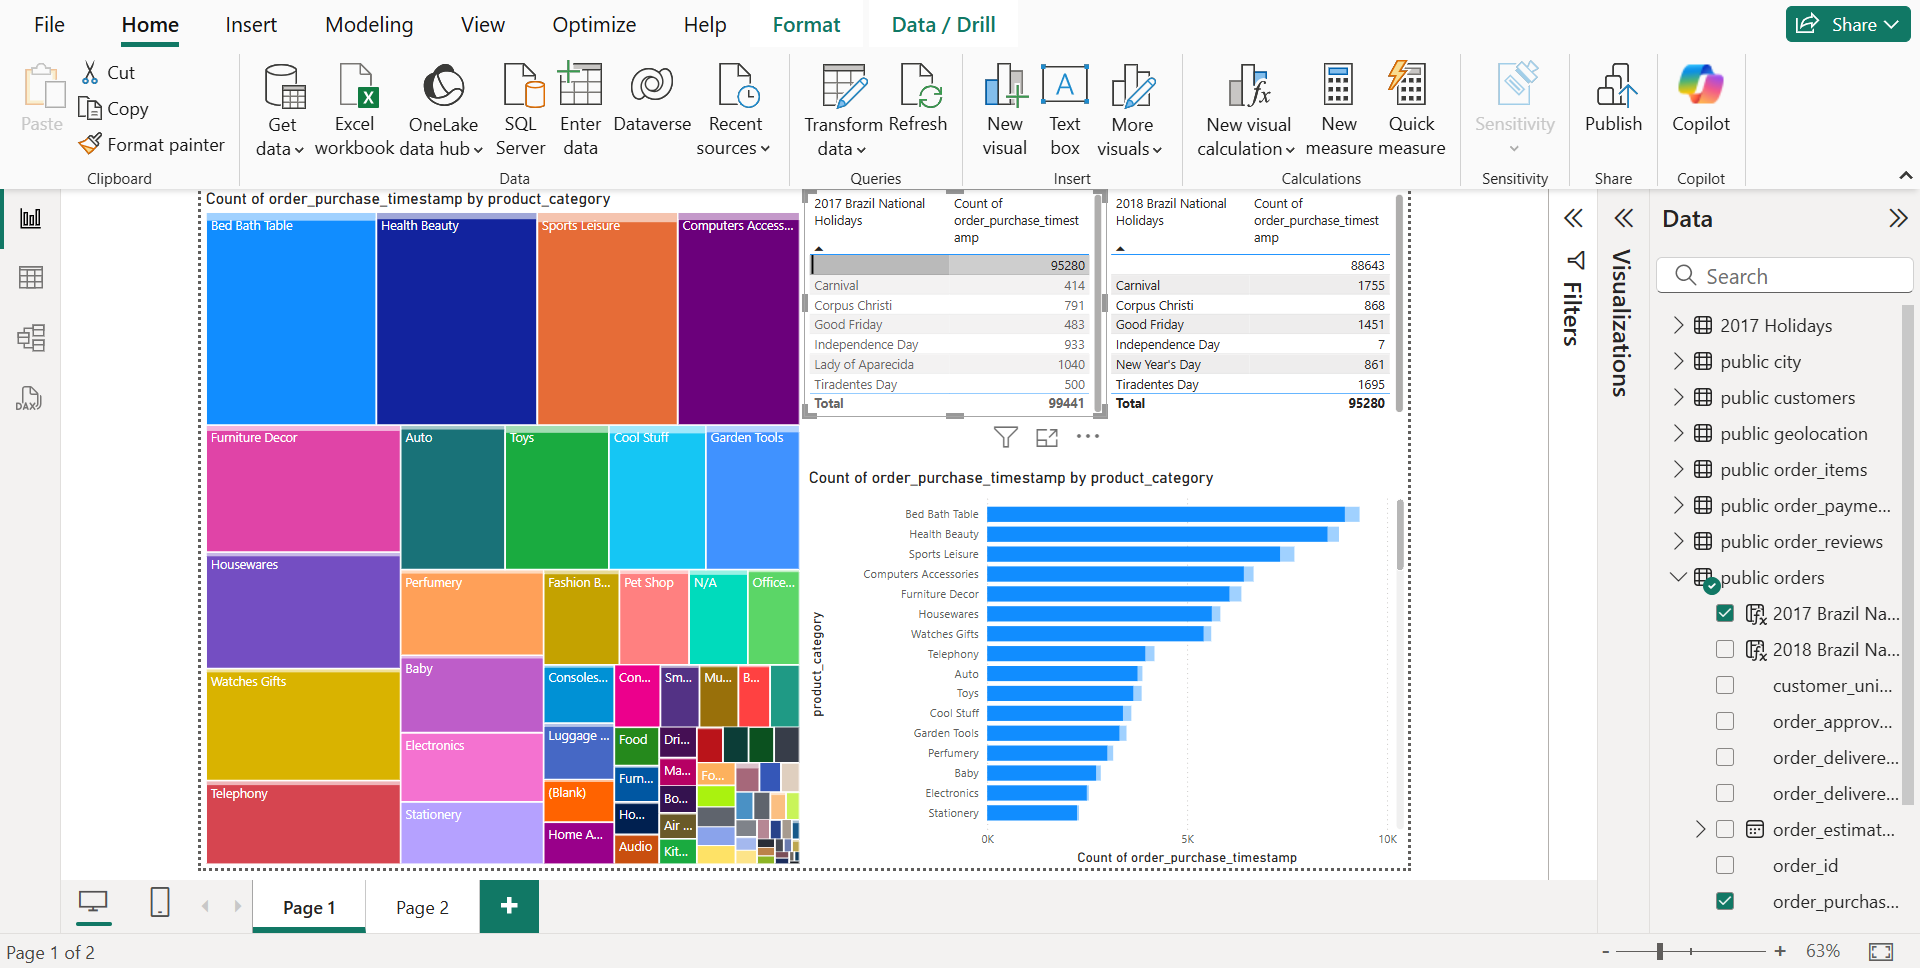 File
Home
Insert
Modeling
View
Optimize
Help
Format
Data / Drill
Share
Paste
Cut
Copy
Format painter
Clipboard
Get data
Excel workbook
OneLake data hub
SQL Server
Enter data
Dataverse
Recent sources
Data
Transform data
Refresh
Queries
New visual
Text box
More visuals
Insert
New visual calculation
New measure
Quick measure
Calculations
Sensitivity
Sensitivity
Publish
Share
Copilot
Copilot
Count of order_purchase_timestamp by product_category
Bed Bath Table
Health Beauty
Sports Leisure
Computers Access...
Furniture Decor
Auto
Toys
Cool Stuff
Garden Tools
Housewares
Perfumery
Fashion B...
Pet Shop
N/A
Office...
Watches Gifts
Baby
Consoles...
Con...
Sm...
Mu...
B...
Electronics
Luggage ...
Food
Dri...
Telephony
Furn...
Ma...
Fo...
Stationery
(Blank)
Ho...
Bo...
Home A...
Audio
Air ...
Kit...
2017 Brazil National Holidays
Count of order_purchase_timest amp
95280
Carnival 414
Corpus Christi 791
Good Friday 483
Independence Day 933
Lady of Aparecida 1040
Tiradentes Day 500
Total 99441
2018 Brazil National Holidays
Count of order_purchase_timest amp
88643
Carnival 1755
Corpus Christi 868
Good Friday 1451
Independence Day 7
New Year's Day 861
Tiradentes Day 1695
Total 95280
Count of order_purchase_timestamp by product_category
product_category
Bed Bath Table
Health Beauty
Sports Leisure
Computers Accessories
Furniture Decor
Housewares
Watches Gifts
Telephony
Auto
Toys
Cool Stuff
Garden Tools
Perfumery
Baby
Electronics
Stationery
0K 5K 10K
Count of order_purchase_timestamp
Filters
Visualizations
Data
Search
2017 Holidays
public city
public customers
public geolocation
public order_items
public order_payme...
public order_reviews
public orders
2017 Brazil Na...
2018 Brazil Na...
customer_uni...
order_approv...
order_delivere...
order_delivere...
order_estimat...
order_id
order_purchas...
DAX
Page 1
Page 2
+
Page 1 of 2
- + 63%